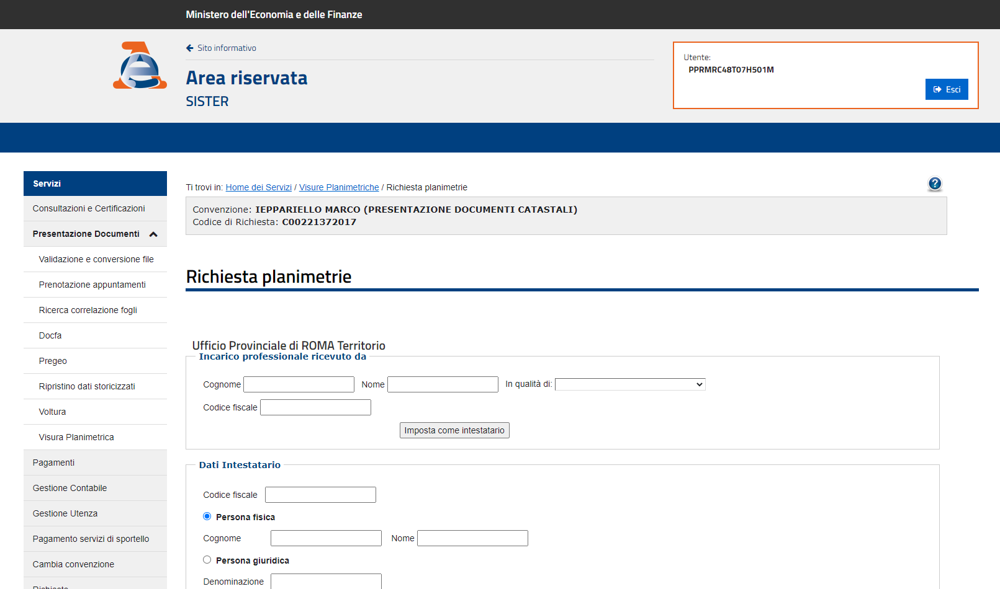 Ministero dell'Economia e delle Finanze
Sito informativo
Area riservata
SISTER
Utente:
PPRMRC48T07H501M
Esci
Servizi
Consultazioni e Certificazioni
Presentazione Documenti
Validazione e conversione file
Prenotazione appuntamenti
Ricerca correlazione fogli
Docfa
Pregeo
Ripristino dati storicizzati
Voltura
Visura Planimetrica
Pagamenti
Gestione Contabile
Gestione Utenza
Pagamento servizi di sportello
Cambia convenzione
Richieste
Ti trovi in: Home dei Servizi / Visure Planimetriche / Richiesta planimetrie
?
Convenzione: IEPPARIELLO MARCO (PRESENTAZIONE DOCUMENTI CATASTALI)
Codice di Richiesta: C00221372017
Richiesta planimetrie
Ufficio Provinciale di ROMA Territorio
Incarico professionale ricevuto da
Cognome Nome In qualità di:
Codice fiscale
Imposta come intestatario
Dati Intestatario
Codice fiscale
Persona fisica
Cognome Nome
Persona giuridica
Denominazione